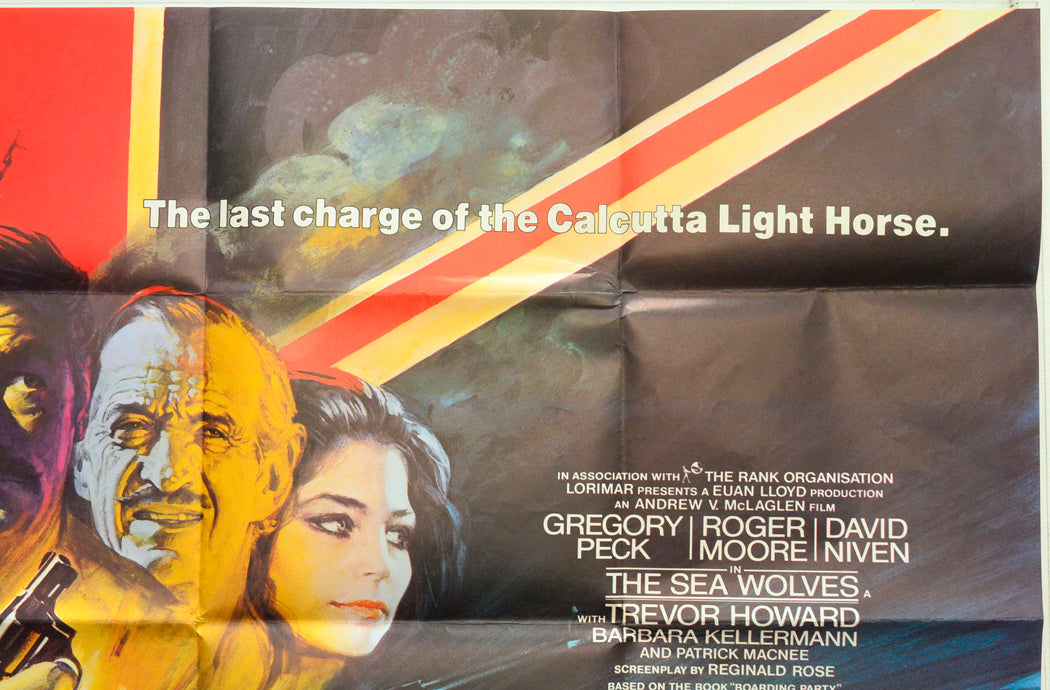 The last charge of the Calcutta Light Horse.
IN ASSOCIATION WITH THE RANK ORGANISATION
LORIMAR PRESENTS A EUAN LLOYD PRODUCTION
AN ANDREW V. McLAGLEN FILM
GREGORY PECK | ROGER MOORE | DAVID NIVEN
IN
THE SEA WOLVES A
WITH TREVOR HOWARD
BARBARA KELLERMANN
AND PATRICK MACNEE
SCREENPLAY BY REGINALD ROSE
BASED ON THE BOOK "BOARDING PARTY"